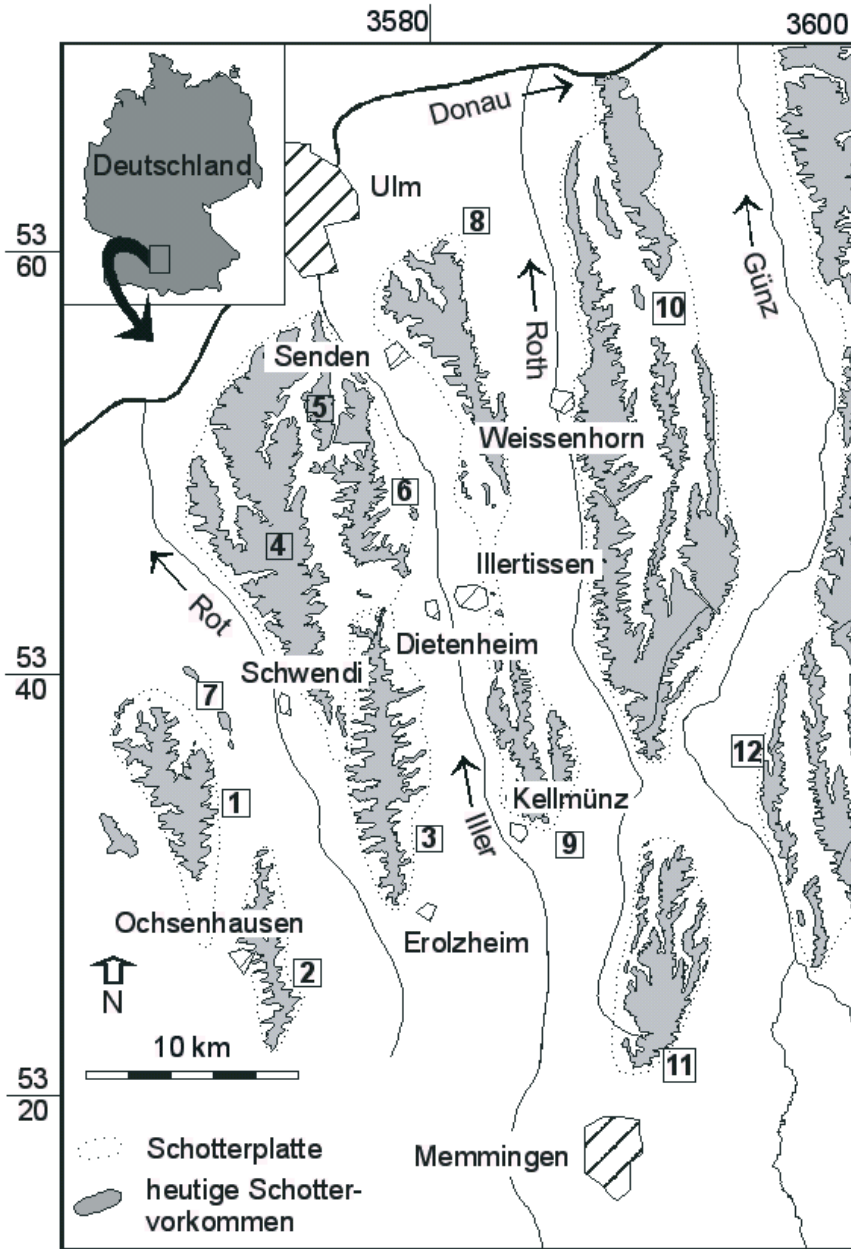 3580
3600
Donau
Deutschland
Ulm
8
53
60
Günz
10
Roth
Senden
5
Weissenhorn
6
4
Illertissen
Rot
Dietenheim
53
40
Schwendi
7
12
1
Kellmünz
3
Iller
9
Ochsenhausen
Erolzheim
2
N
10 km
11
53
20
Schotterplatte
Memmingen
heutige Schotter-
vorkommen